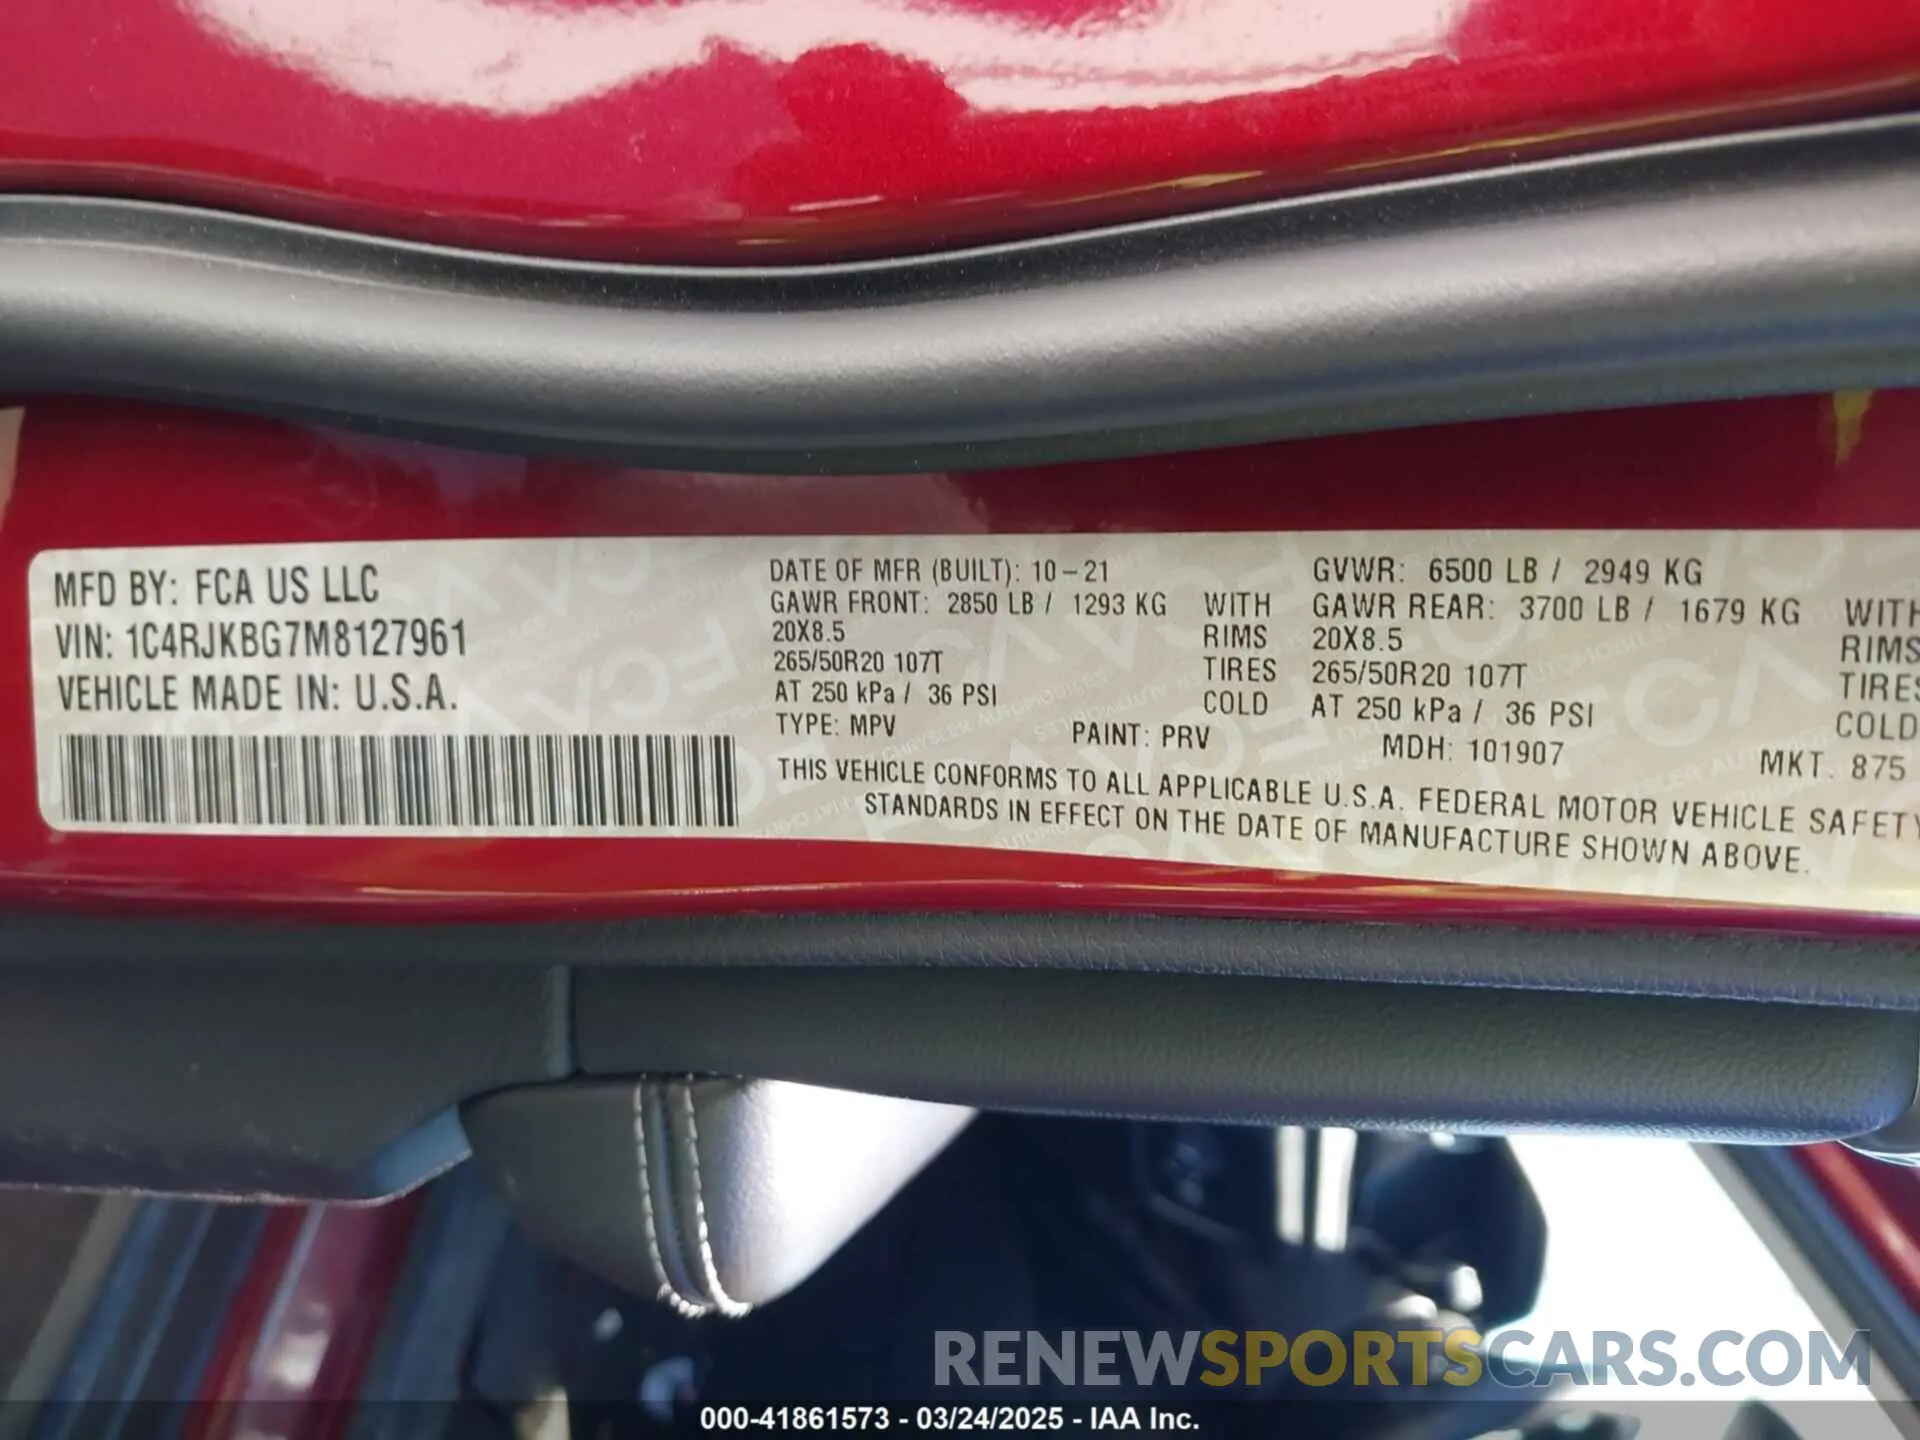 MFD BY: FCA US LLC
VIN: 1C4RJKBG7M8127961
VEHICLE MADE IN: U.S.A.
DATE OF MFR (BUILT): 10-21
GAWR FRONT: 2850 LB / 1293 KG WITH
20X8.5 RIMS
265/50R20 107T TIRES
AT 250 kPa / 36 PSI COLD
TYPE: MPV
PAINT: PRV
GVWR: 6500 LB / 2949 KG
GAWR REAR: 3700 LB / 1679 KG WITH
20X8.5 RIMS
265/50R20 107T TIRES
AT 250 kPa / 36 PSI COLD
MDH: 101907
MKT. 875
THIS VEHICLE CONFORMS TO ALL APPLICABLE U.S.A. FEDERAL MOTOR VEHICLE SAFETY
STANDARDS IN EFFECT ON THE DATE OF MANUFACTURE SHOWN ABOVE.
RENEWSPORTSCARS.COM
000-41861573 - 03/24/2025 - IAA Inc.